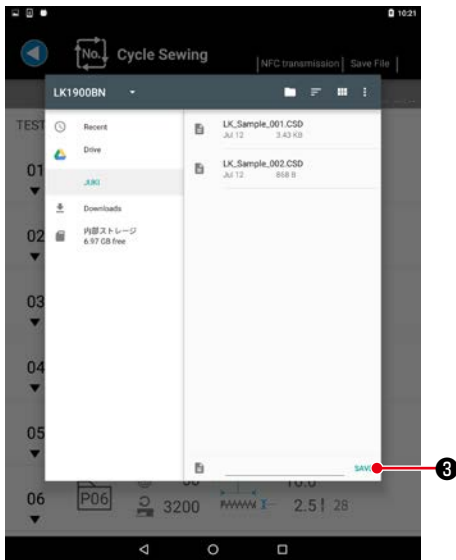 10:21
No. Cycle Sewing
NFC transmission Save File
LK1900BN
TEST
Recent
Drive
JUKI
Downloads
内部ストレージ
6.97 GB free
LK_Sample_001.CSD
Jul 12 3.43 KB
LK_Sample_002.CSD
Jul 12 868 B
01
02
03
04
05
SAVE
3
06 P06 3200 2.5 28